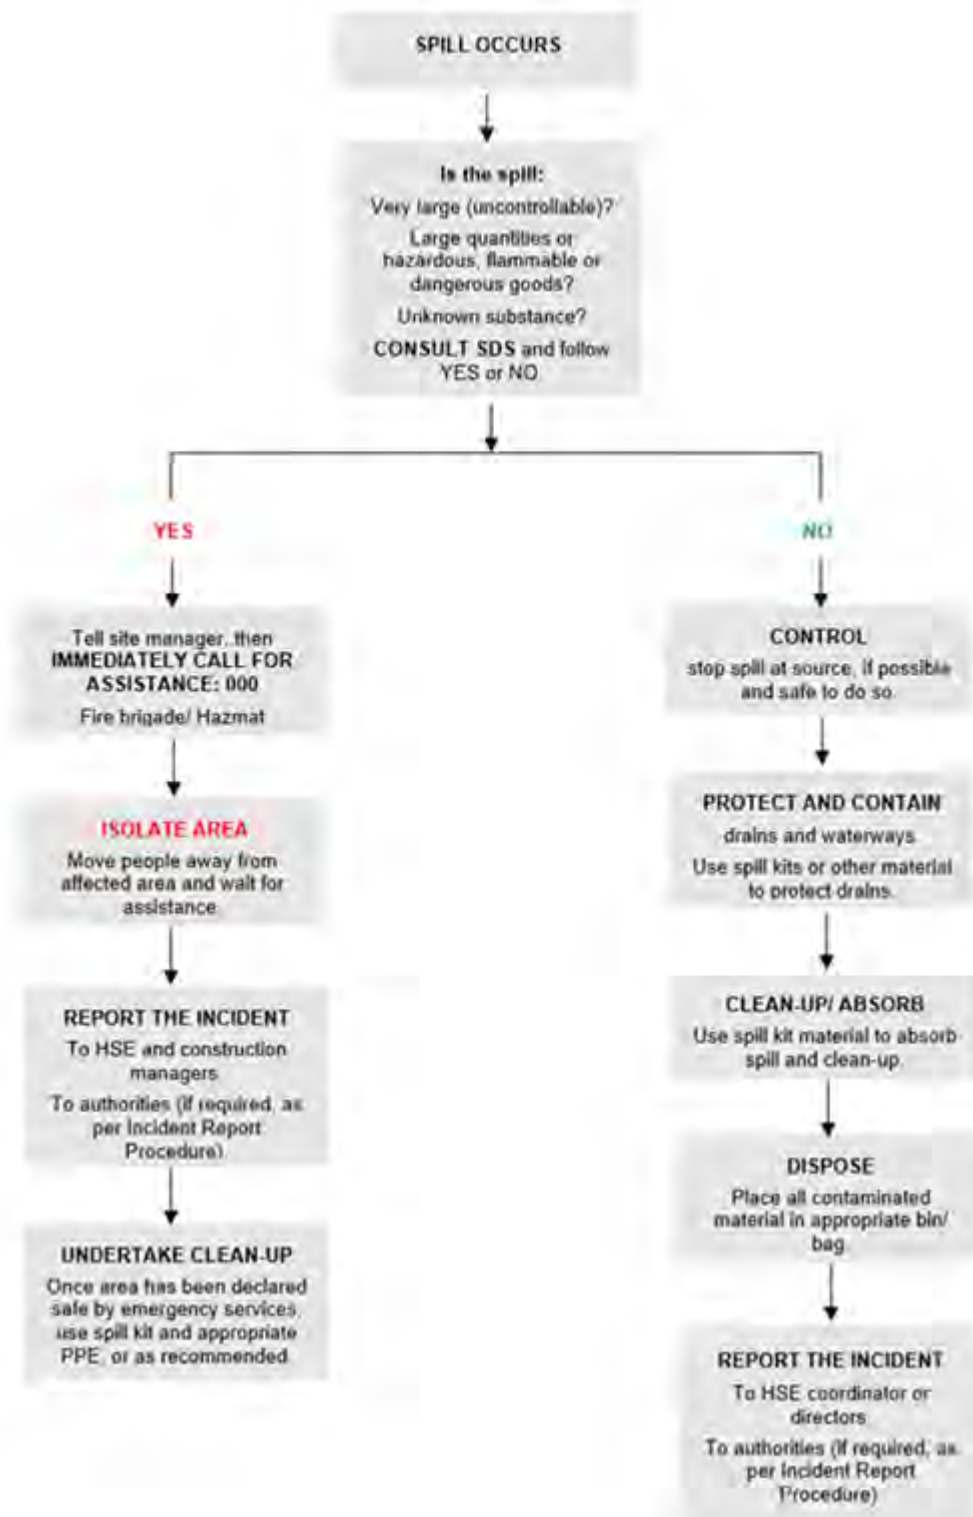 SPILL OCCURS
Is the spill:
Very large (uncontrollable)?
Large quantities or
hazardous, flammable or
dangerous goods?
Unknown substance?
CONSULT SDS and follow
YES or NO
YES
Tell site manager, then
IMMEDIATELY CALL FOR
ASSISTANCE: 000
Fire brigade/ Hazmat
ISOLATE AREA
Move people away from
affected area and wait for
assistance
REPORT THE INCIDENT
To HSE and construction
managers
To authorities (if required, as
per Incident Report
Procedure)
UNDERTAKE CLEAN-UP
Once area has been declared
safe by emergency services
use spill kit and appropriate
PPE, or as recommended
NO
CONTROL
stop spill at source, if possible
and safe to do so.
PROTECT AND CONTAIN
drains and waterways.
Use spill kits or other material
to protect drains.
CLEAN-UP/ ABSORB
Use spill kit material to absorb
spill and clean-up.
DISPOSE
Place all contaminated
material in appropriate bin/
bag.
REPORT THE INCIDENT
To HSE coordinator or
directors
To authorities (if required, as
per Incident Report
Procedure)